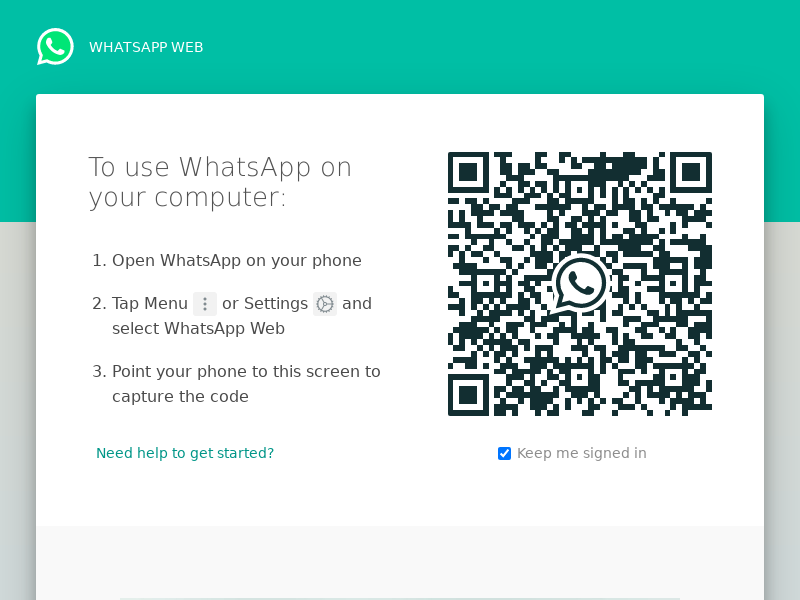 WHATSAPP WEB
To use WhatsApp on
your computer:
1. Open WhatsApp on your phone
2. Tap Menu or Settings and
select WhatsApp Web
3. Point your phone to this screen to
capture the code
Need help to get started?
Keep me signed in